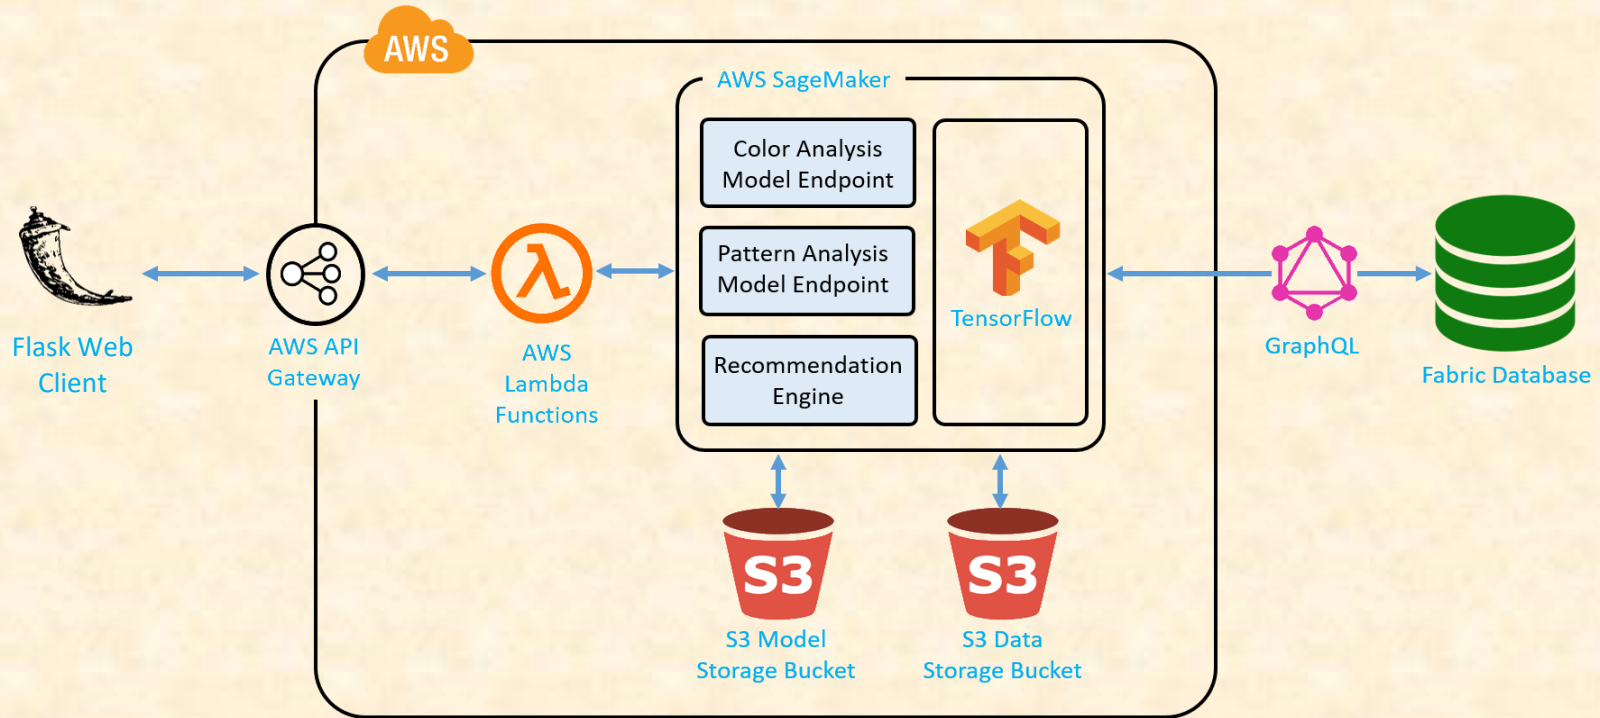 AWS
AWS SageMaker
Color Analysis
Model Endpoint
Pattern Analysis
Model Endpoint
Recommendation
Engine
TensorFlow
Flask Web
Client
AWS API
Gateway
AWS
Lambda
Functions
GraphQL
Fabric Database
S3
S3 Model
Storage Bucket
S3
S3 Data
Storage Bucket